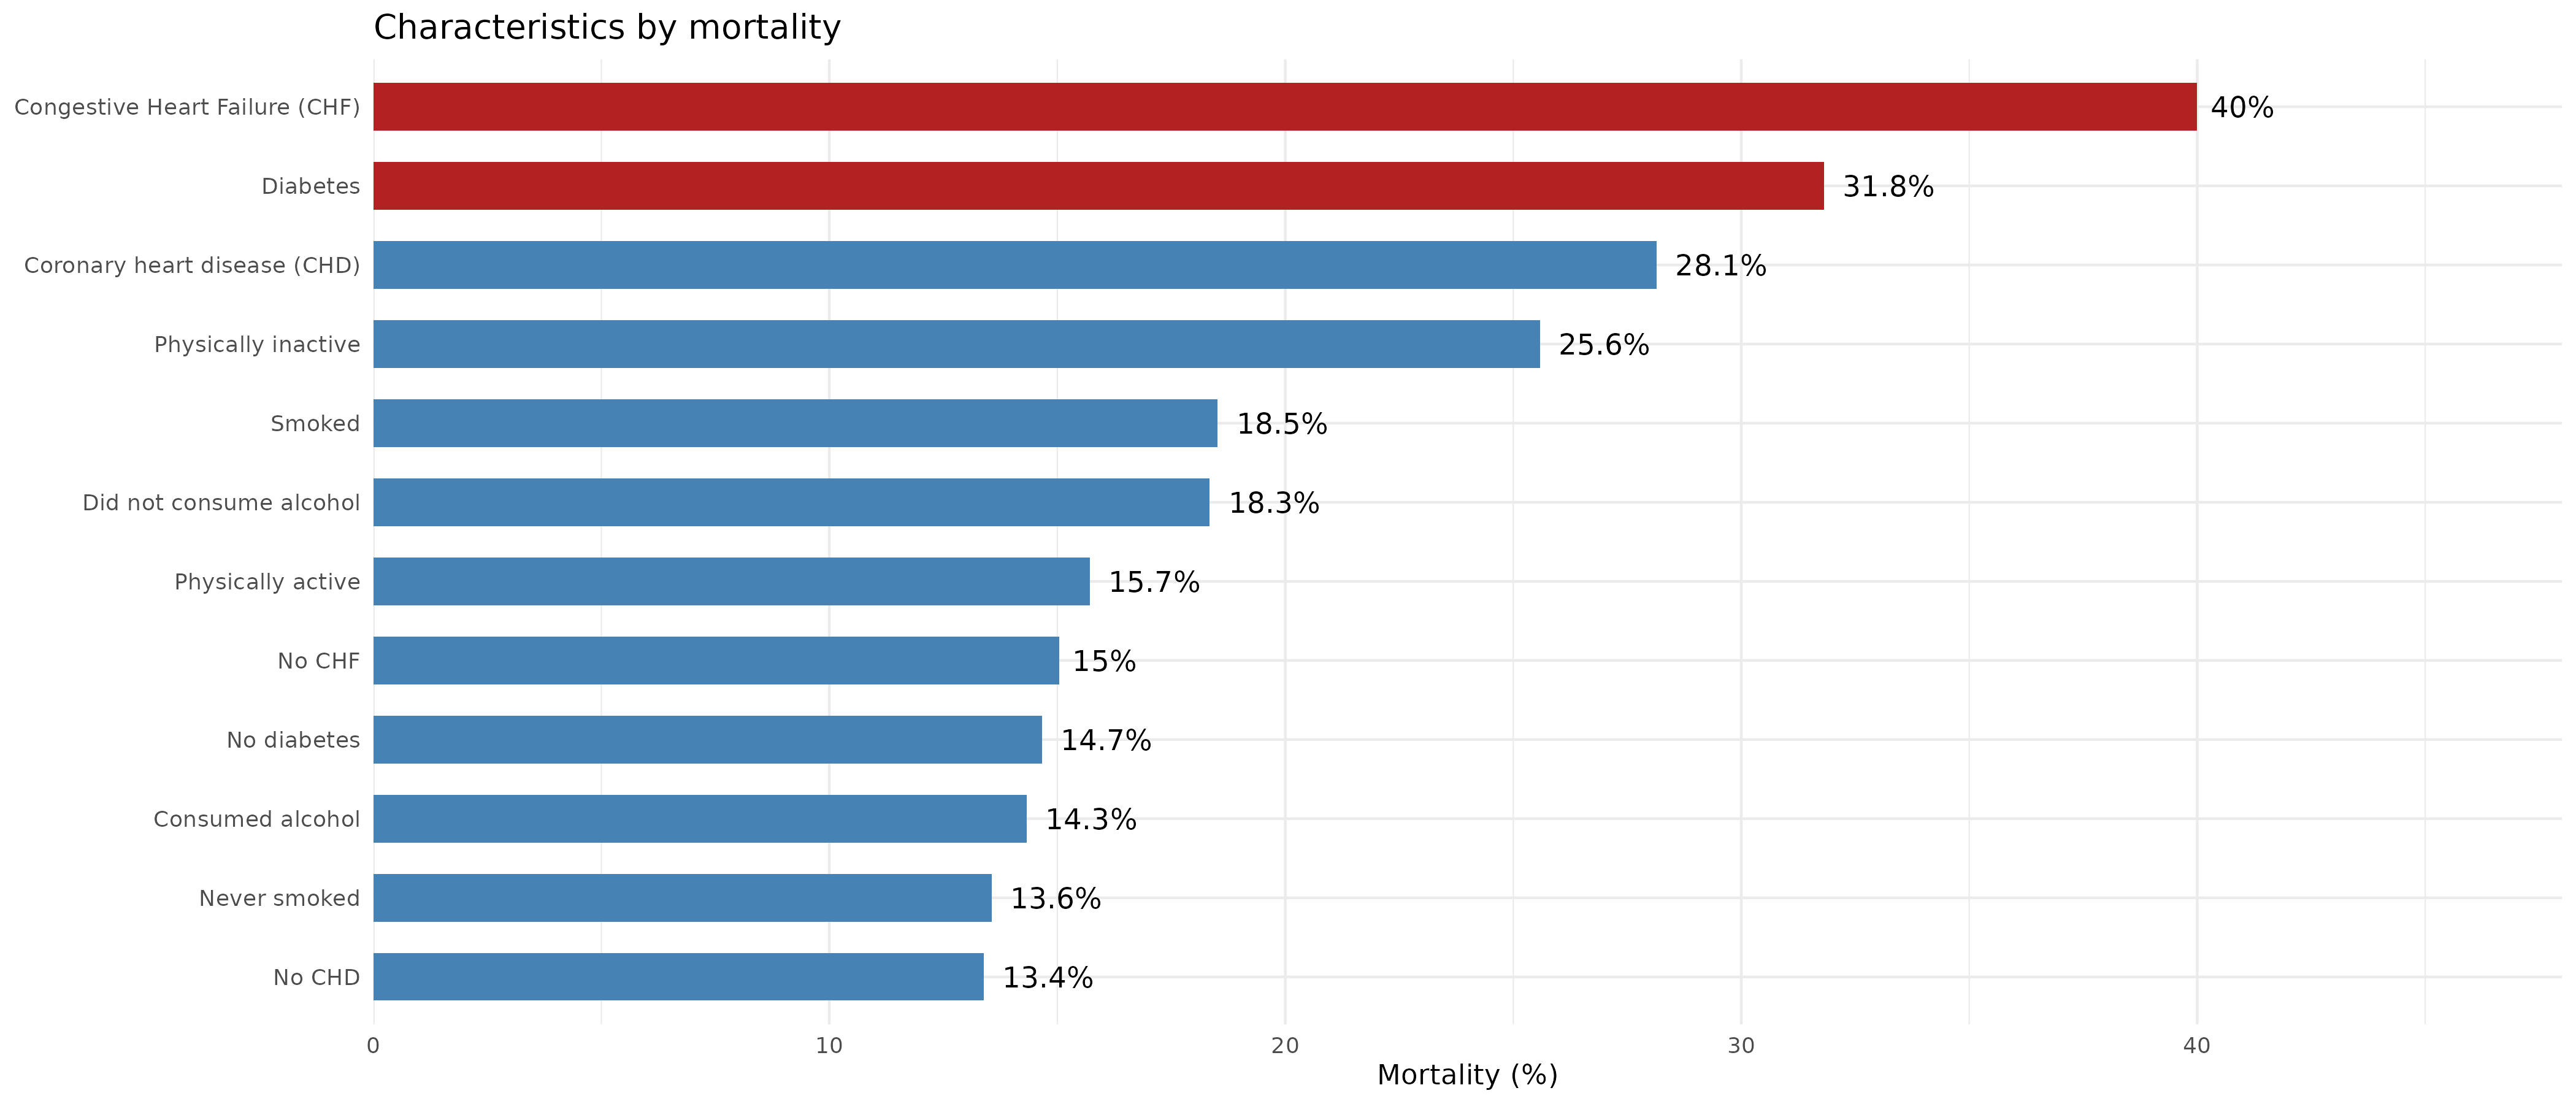 Characteristics by mortality
Congestive Heart Failure (CHF) 40%
Diabetes 31.8%
Coronary heart disease (CHD) 28.1%
Physically inactive 25.6%
Smoked 18.5%
Did not consume alcohol 18.3%
Physically active 15.7%
No CHF 15%
No diabetes 14.7%
Consumed alcohol 14.3%
Never smoked 13.6%
No CHD 13.4%
0 10 20 30 40
Mortality (%)